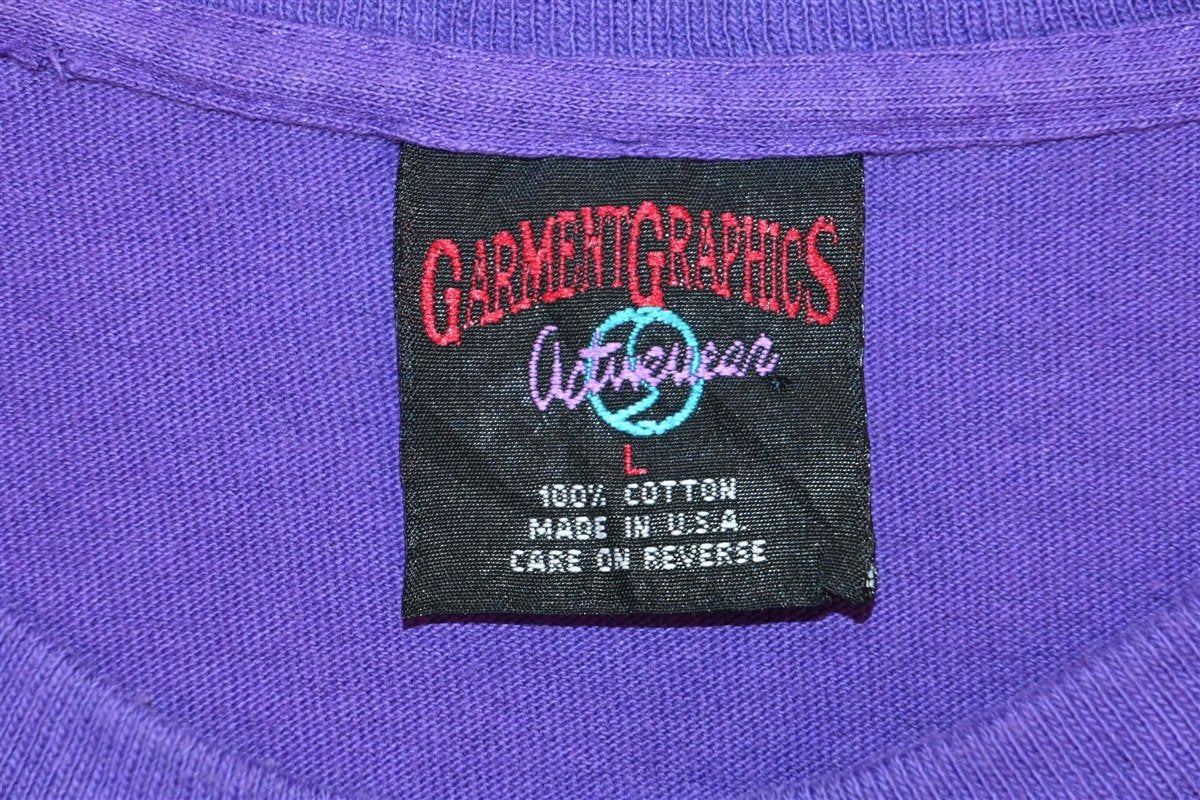 GARMENTGRAPHICS
Activewear
L
100% COTTON
MADE IN U.S.A.
CARE ON REVERSE